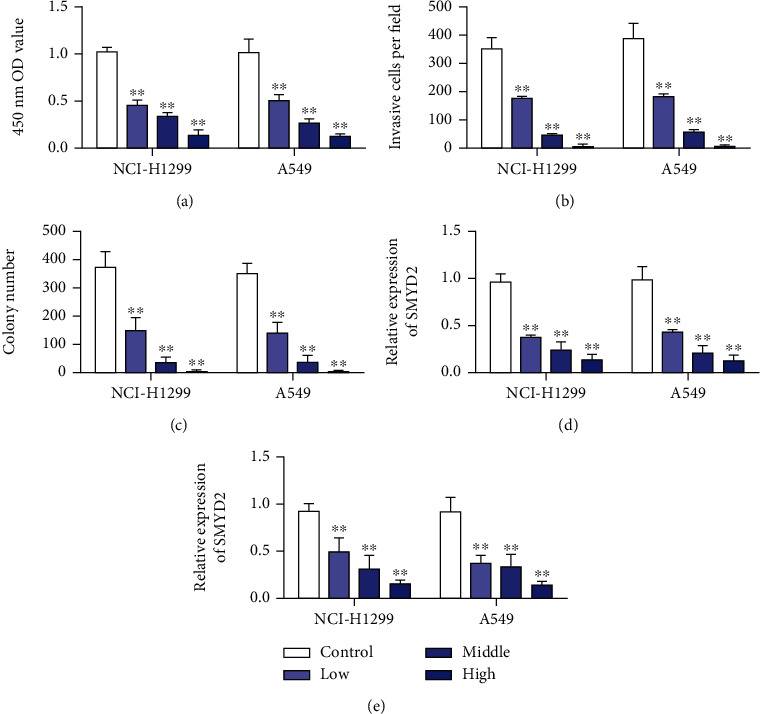 450 nm OD value
1.5
1.0
0.5
0.0
** ** **
** ** **
NCI-H1299
A549
(a)
Invasive cells per field
500
400
300
200
100
0
** ** **
** ** **
NCI-H1299
A549
(b)
Colony number
500
400
300
200
100
0
** ** **
** ** **
NCI-H1299
A549
(c)
Relative expression
of SMYD2
1.5
1.0
0.5
0.0
** ** **
** ** **
NCI-H1299
A549
(d)
Relative expression
of SMYD2
1.5
1.0
0.5
0.0
** ** **
** ** **
NCI-H1299
A549
Control
Low
Middle
High
(e)